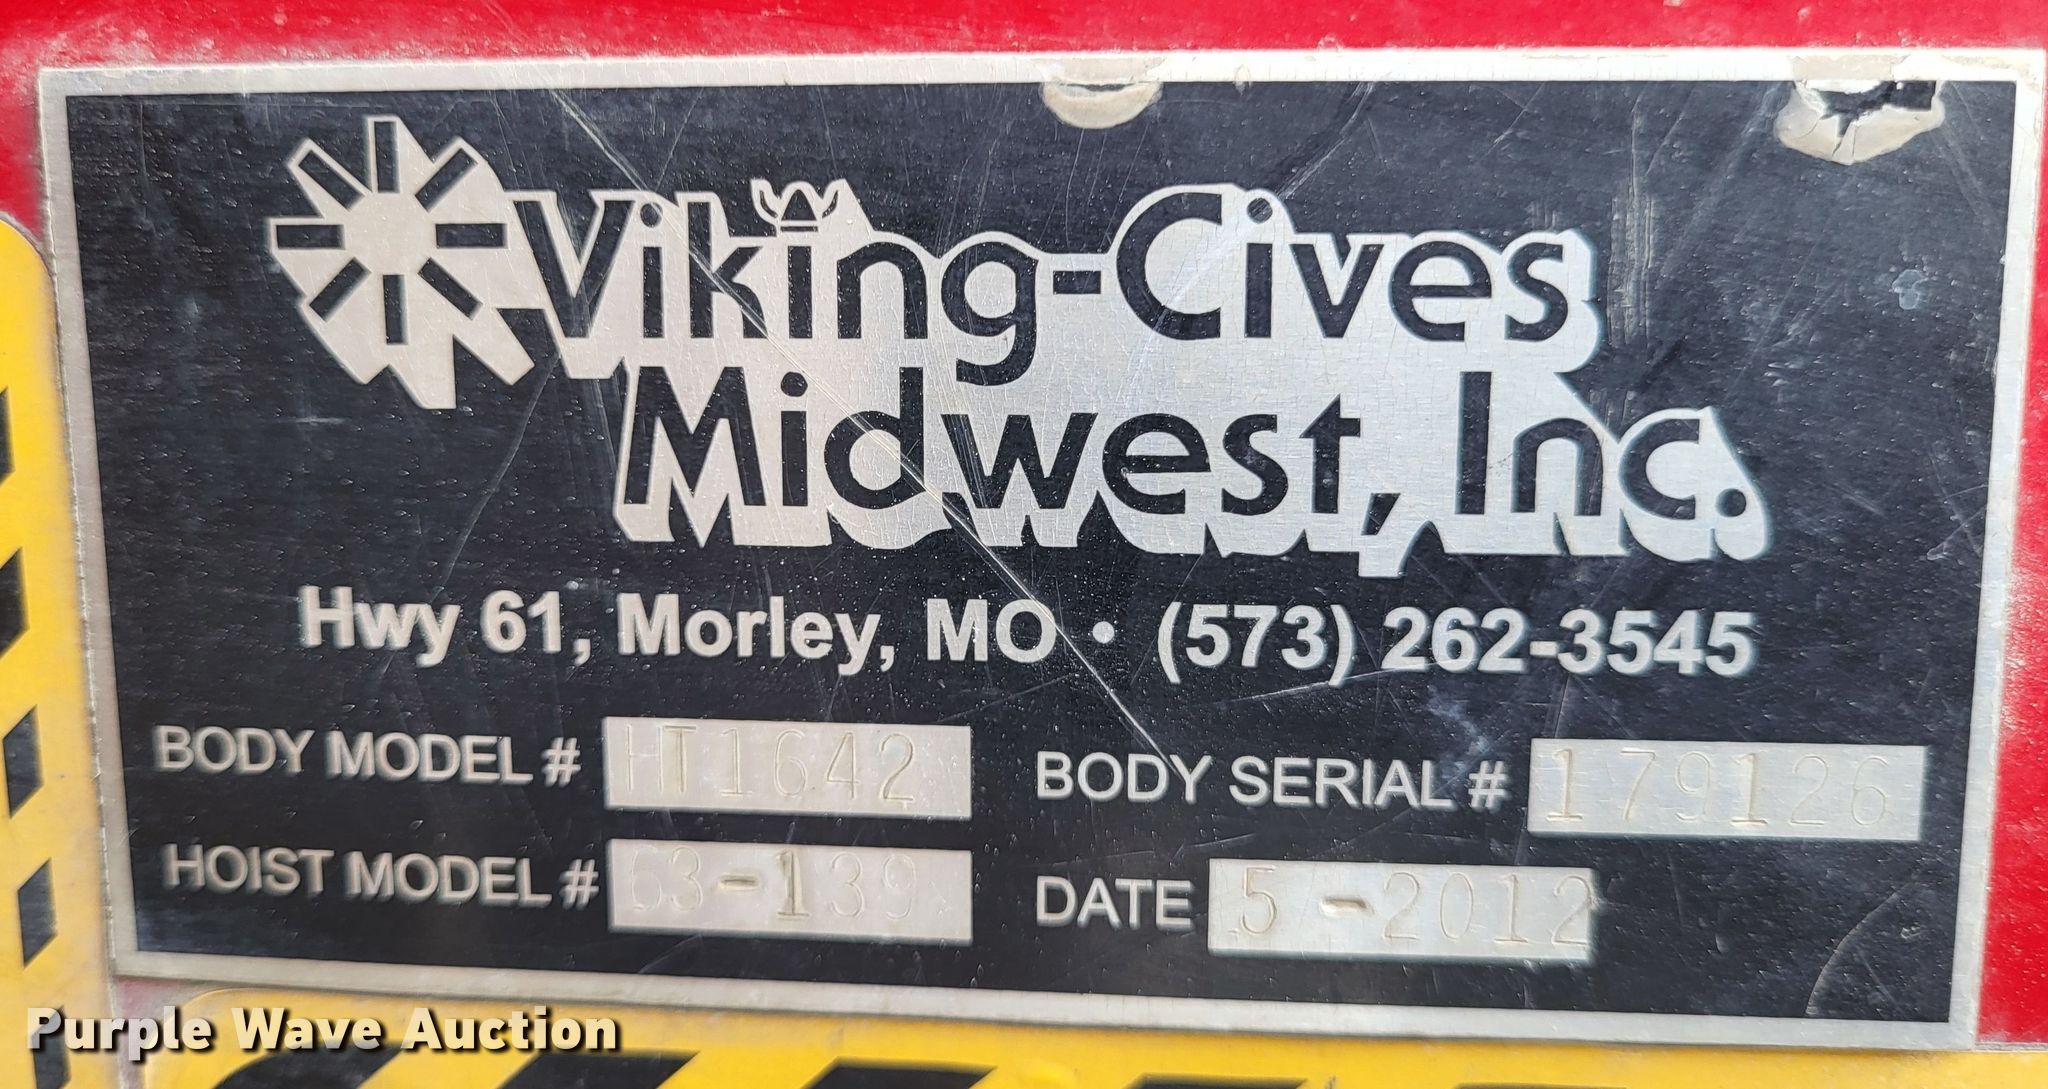 Viking-Cives
Midwest, Inc.
Hwy 61, Morley, MO • (573) 262-3545
BODY MODEL # HT1642 BODY SERIAL # 179126
HOIST MODEL # 63-139 DATE 5-2012
Purple Wave Auction